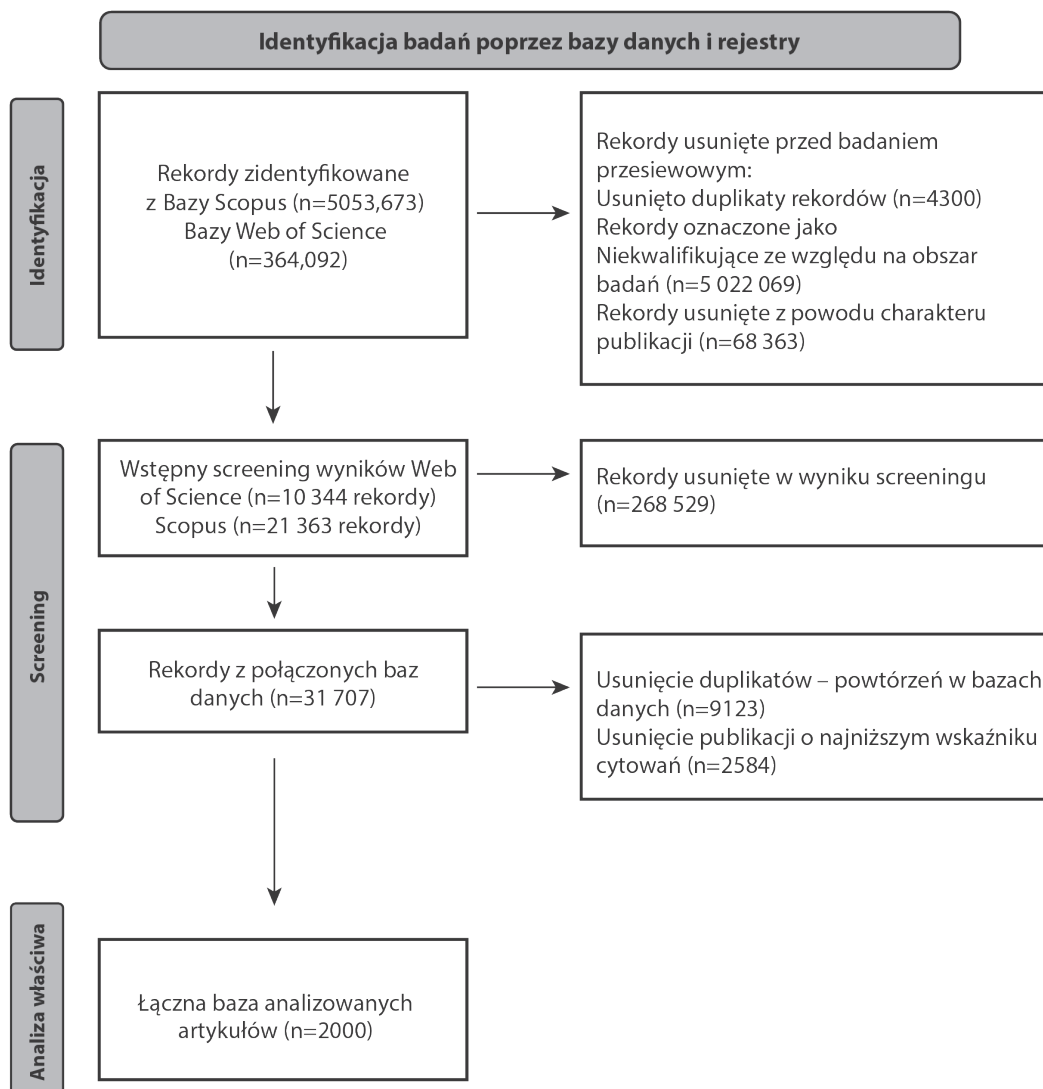 Identyfikacja badań poprzez bazy danych i rejestry
Identyfikacja
Rekordy zidentyfikowane
z Bazy Scopus (n=5053,673)
Bazy Web of Science
(n=364,092)
Rekordy usunięte przed badaniem
przesiewowym:
Usunięto duplikaty rekordów (n=4300)
Rekordy oznaczone jako
Niekwalifikujące ze względu na obszar
badań (n=5 022 069)
Rekordy usunięte z powodu charakteru
publikacji (n=68 363)
Screening
Wstępny screening wyników Web
of Science (n=10 344 rekordy)
Scopus (n=21 363 rekordy)
Rekordy usunięte w wyniku screeningu
(n=268 529)
Rekordy z połączonych baz
danych (n=31 707)
Usunięcie duplikatów – powtórzeń w bazach
danych (n=9123)
Usunięcie publikacji o najniższym wskaźniku
cytowań (n=2584)
Analiza właściwa
Łączna baza analizowanych
artykułów (n=2000)